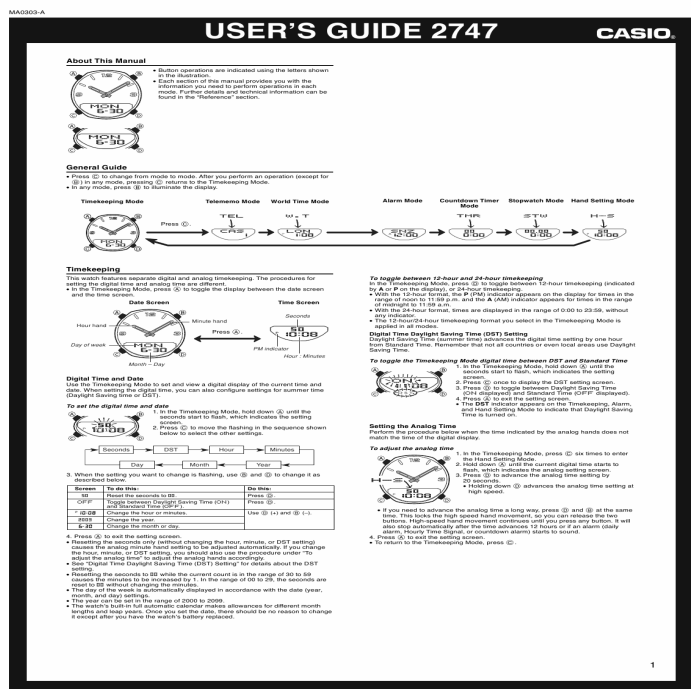 MA0303-A
USER'S GUIDE 2747
CASIO®
About This Manual
• Button operations are indicated using the letters shown
in the illustration.
• Each section of this manual provides you with the
information you need to perform operations in each
mode. Further details and technical information can be
found in the "Reference" section.
General Guide
• Press Ⓒ to change from mode to mode. After you perform an operation (except for
Ⓑ) in any mode, pressing Ⓒ returns to the Timekeeping Mode.
• In any mode, press Ⓑ to illuminate the display.
Timekeeping Mode Telememo Mode World Time Mode Alarm Mode Countdown Timer Mode Stopwatch Mode Hand Setting Mode
Press Ⓒ.
Timekeeping
This watch features separate digital and analog timekeeping. The procedures for
setting the digital time and analog time are different.
• In the Timekeeping Mode, press Ⓐ to toggle the display between the date screen
and the time screen.
Date Screen Time Screen
Hour hand
Minute hand
Seconds
Press Ⓐ.
Day of week
PM indicator
Hour : Minutes
Month – Day
Digital Time and Date
Use the Timekeeping Mode to set and view a digital display of the current time and
date. When setting the digital time, you can also configure settings for summer time
(Daylight Saving time or DST).
To set the digital time and date
1. In the Timekeeping Mode, hold down Ⓐ until the
seconds start to flash, which indicates the setting
screen.
2. Press Ⓒ to move the flashing in the sequence shown
below to select the other settings.
Seconds DST Hour Minutes
Day Month Year
3. When the setting you want to change is flashing, use Ⓑ and Ⓓ to change it as
described below.
Screen To do this: Do this:
50 Reset the seconds to 00. Press Ⓓ.
OFF Toggle between Daylight Saving Time (ON)
and Standard Time (OFF). Press Ⓓ.
P 10:08 Change the hour or minutes. Use Ⓓ (+) and Ⓑ (–).
2003 Change the year.
6-30 Change the month or day.
4. Press Ⓐ to exit the setting screen.
• Resetting the seconds only (without changing the hour, minute, or DST setting)
causes the analog minute hand setting to be adjusted automatically. If you change
the hour, minute, or DST setting, you should also use the procedure under "To
adjust the analog time" to adjust the analog hands accordingly.
• See "Digital Time Daylight Saving Time (DST) Setting" for details about the DST
setting.
• Resetting the seconds to 00 while the current count is in the range of 30 to 59
causes the minutes to be increased by 1. In the range of 00 to 29, the seconds are
reset to 00 without changing the minutes.
• The day of the week is automatically displayed in accordance with the date (year,
month, and day) settings.
• The year can be set in the range of 2000 to 2099.
• The watch's built-in full automatic calendar makes allowances for different month
lengths and leap years. Once you set the date, there should be no reason to change
it except after you have the watch's battery replaced.
To toggle between 12-hour and 24-hour timekeeping
In the Timekeeping Mode, press Ⓓ to toggle between 12-hour timekeeping (indicated
by A or P on the display), or 24-hour timekeeping.
• With the 12-hour format, the P (PM) indicator appears on the display for times in the
range of noon to 11:59 p.m. and the A (AM) indicator appears for times in the range
of midnight to 11:59 a.m.
• With the 24-hour format, times are displayed in the range of 0:00 to 23:59, without
any indicator.
• The 12-hour/24-hour timekeeping format you select in the Timekeeping Mode is
applied in all modes.
Digital Time Daylight Saving Time (DST) Setting
Daylight Saving Time (summer time) advances the digital time setting by one hour
from Standard Time. Remember that not all countries or even local areas use Daylight
Saving Time.
To toggle the Timekeeping Mode digital time between DST and Standard Time
1. In the Timekeeping Mode, hold down Ⓐ until the
seconds start to flash, which indicates the setting
screen.
2. Press Ⓒ once to display the DST setting screen.
3. Press Ⓓ to toggle between Daylight Saving Time
(ON displayed) and Standard Time (OFF displayed).
4. Press Ⓐ to exit the setting screen.
• The DST indicator appears on the Timekeeping, Alarm,
and Hand Setting Mode to indicate that Daylight Saving
Time is turned on.
Setting the Analog Time
Perform the procedure below when the time indicated by the analog hands does not
match the time of the digital display.
To adjust the analog time
1. In the Timekeeping Mode, press Ⓒ six times to enter
the Hand Setting Mode.
2. Hold down Ⓐ until the current digital time starts to
flash, which indicates the analog setting screen.
3. Press Ⓓ to advance the analog time setting by
20 seconds.
• Holding down Ⓓ advances the analog time setting at
high speed.
• If you need to advance the analog time a long way, press Ⓓ and Ⓑ at the same
time. This locks the high speed hand movement, so you can release the two
buttons. High-speed hand movement continues until you press any button. It will
also stop automatically after the time advances 12 hours or if an alarm (daily
alarm, Hourly Time Signal, or countdown alarm) starts to sound.
4. Press Ⓐ to exit the setting screen.
• To return to the Timekeeping Mode, press Ⓒ.
1